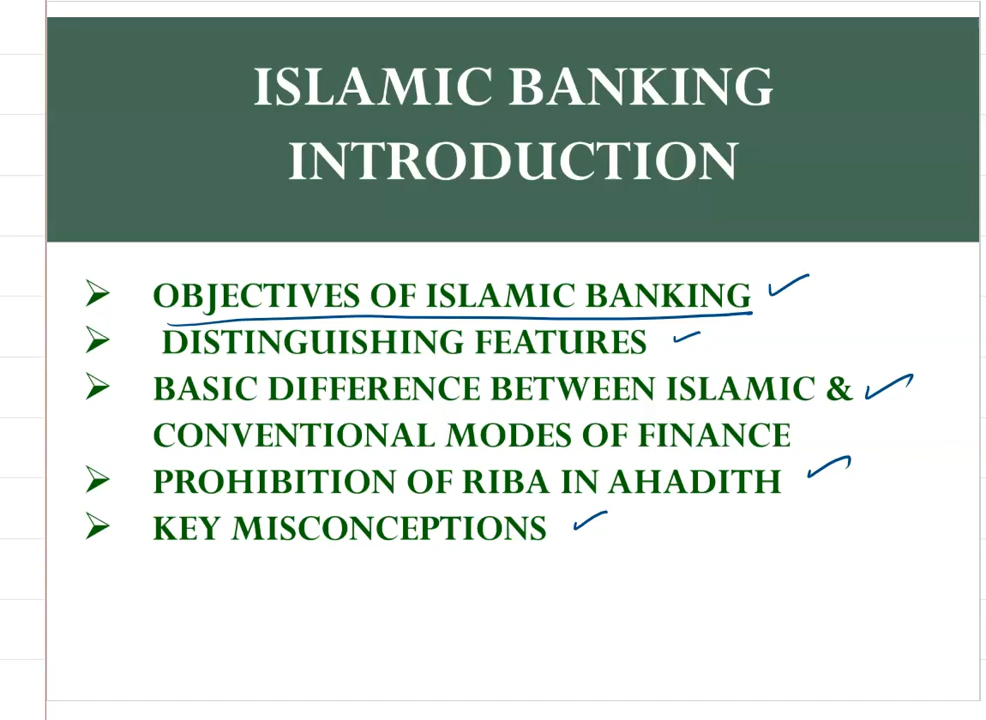 ISLAMIC BANKING
INTRODUCTION
OBJECTIVES OF ISLAMIC BANKING
DISTINGUISHING FEATURES
BASIC DIFFERENCE BETWEEN ISLAMIC &
CONVENTIONAL MODES OF FINANCE
PROHIBITION OF RIBA IN AHADITH
KEY MISCONCEPTIONS